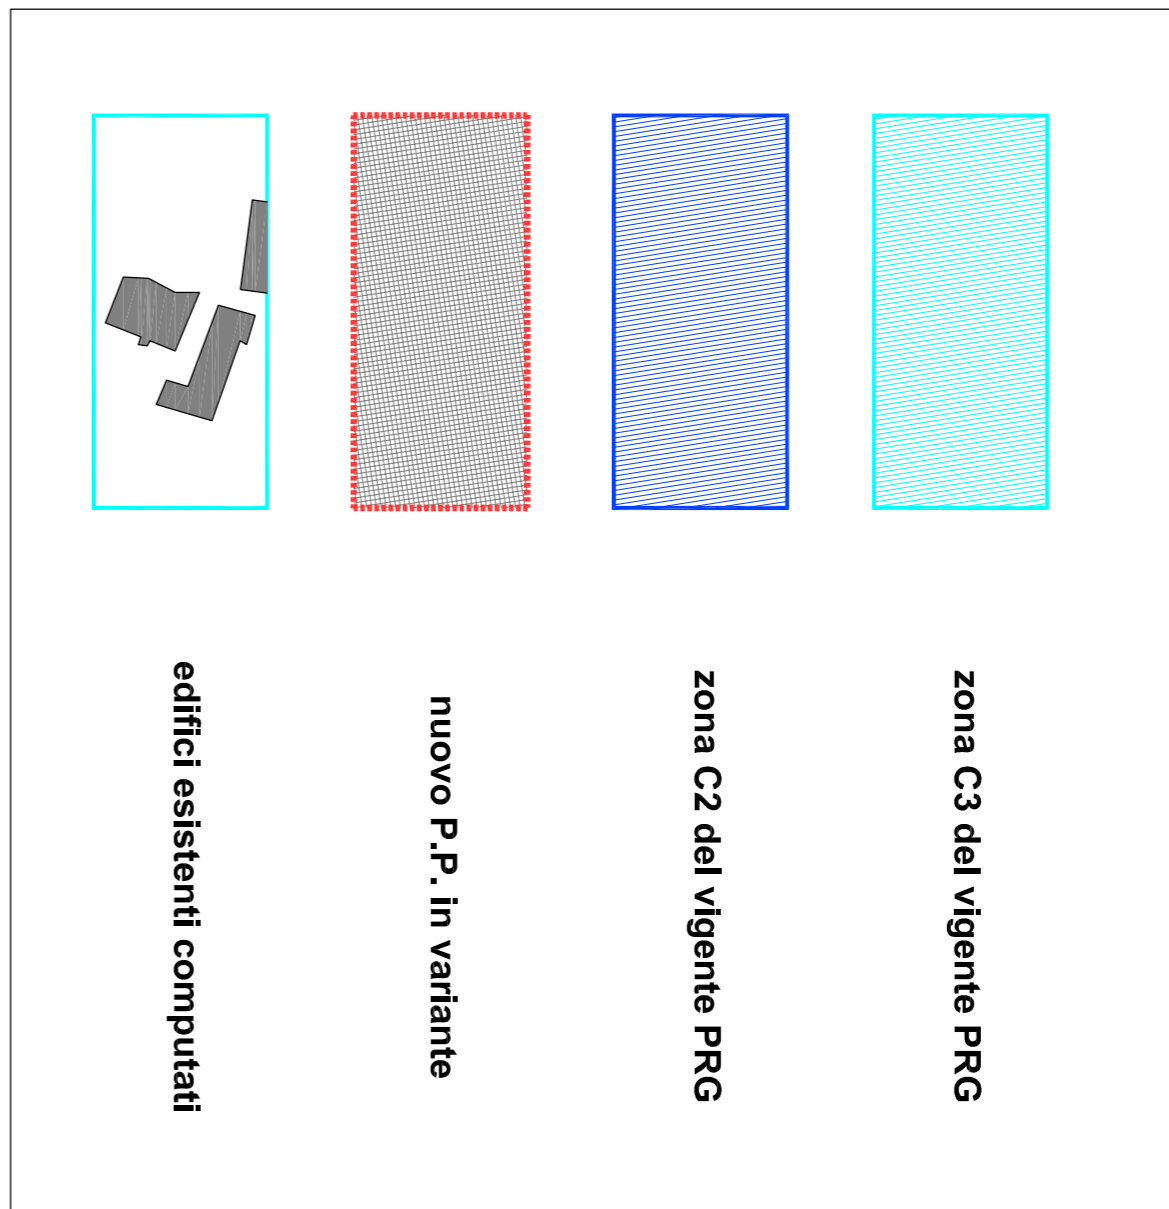 zona C3 del vigente PRG
zona C2 del vigente PRG
nuovo P.P. in variante
edifici esistenti computati